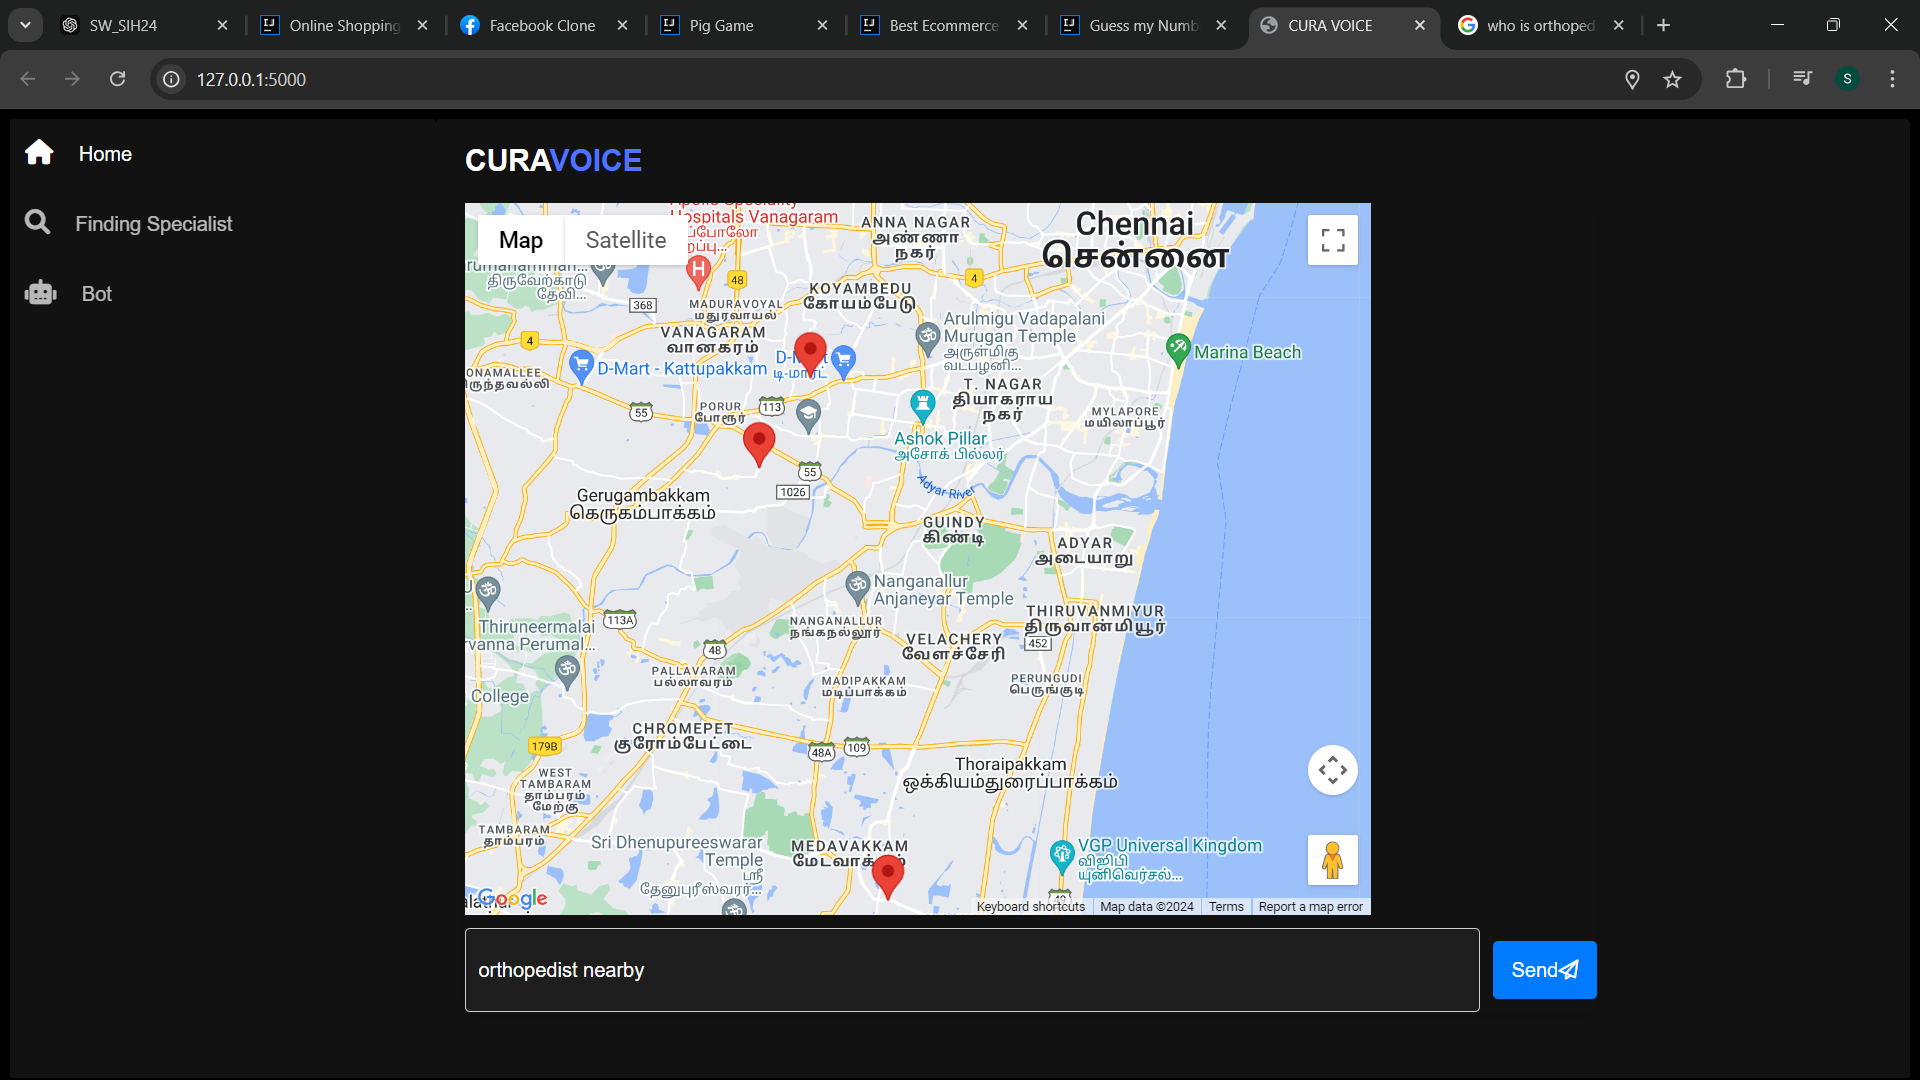 SW_SIH24
Online Shopping
Facebook Clone
Pig Game
Best Ecommerce
Guess my Numb
CURA VOICE
who is orthoped
127.0.0.1:5000
S
Home
Finding Specialist
Bot
CURAVOICE
Map
Satellite
Hospitals Vanagaram
H
48
368
MADURAVOYAL
மதுரவாயல்
VANAGARAM
வானகரம்
ANNA NAGAR
அண்ணா
நகர்
4
KOYAMBEDU
கோயம்பேடு
Chennai
சென்னை
திருவேற்காடு
தேவி...
4
Arulmigu Vadapalani
Murugan Temple
அருள்மிகு
வடபழனி...
Marina Beach
D-Mart - Kattupakkam
டி-மார்ட்
T. NAGAR
தியாகராய
நகர்
MYLAPORE
மயிலாப்பூர்
55
PORUR
போரூர்
113
Ashok Pillar
அசோக் பில்லர்
55
1026
Adyar River
Gerugambakkam
கெருகம்பாக்கம்
GUINDY
கிண்டி
ADYAR
அடையாறு
Nanganallur
Anjaneyar Temple
113A
Thiruneermalai
vanna Perumal...
NANGANALLUR
நங்கநல்லூர்
THIRUVANMIYUR
திருவான்மியூர்
VELACHERY
வேளச்சேரி
452
48
PALLAVARAM
பல்லாவரம்
MADIPAKKAM
மடிப்பாக்கம்
PERUNGUDI
பெருங்குடி
College
CHROMEPET
குரோம்பேட்டை
179B
48A
109
Thoraipakkam
ஒக்கியம்துரைப்பாக்கம்
WEST
TAMBARAM
தாம்பரம்
மேற்கு
TAMBARAM
தாம்பரம்
Sri Dhenupureeswarar
Temple
ஸ்ரீ
தேனுபுரீஸ்வரர்...
MEDAVAKKAM
VGP Universal Kingdom
விஜிபி
யுனிவெர்சல்...
Google
Keyboard shortcuts
Map data ©2024
Terms
Report a map error
orthopedist nearby
Send